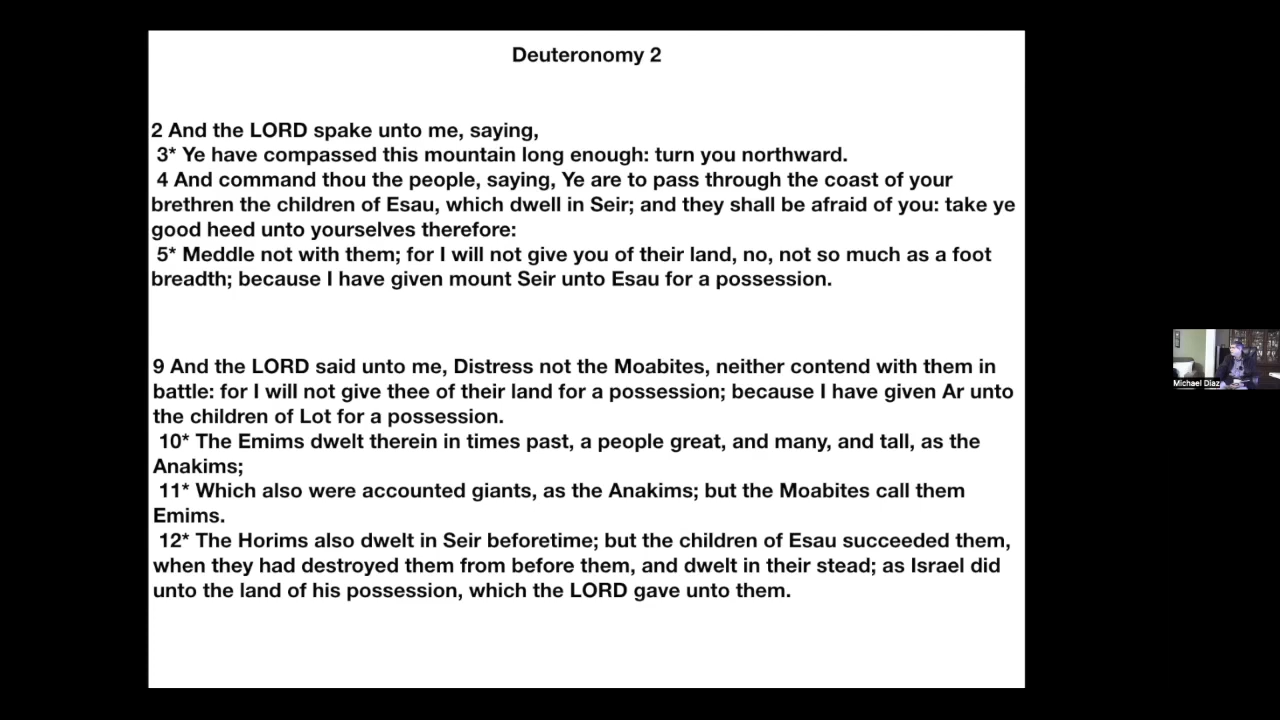 Deuteronomy 2
2 And the LORD spake unto me, saying,
3* Ye have compassed this mountain long enough: turn you northward.
4 And command thou the people, saying, Ye are to pass through the coast of your
brethren the children of Esau, which dwell in Seir; and they shall be afraid of you: take ye
good heed unto yourselves therefore:
5* Meddle not with them; for I will not give you of their land, no, not so much as a foot
breadth; because I have given mount Seir unto Esau for a possession.
9 And the LORD said unto me, Distress not the Moabites, neither contend with them in
battle: for I will not give thee of their land for a possession; because I have given Ar unto
the children of Lot for a possession.
10* The Emims dwelt therein in times past, a people great, and many, and tall, as the
Anakims;
11* Which also were accounted giants, as the Anakims; but the Moabites call them
Emims.
12* The Horims also dwelt in Seir beforetime; but the children of Esau succeeded them,
when they had destroyed them from before them, and dwelt in their stead; as Israel did
unto the land of his possession, which the LORD gave unto them.
Michael Diaz